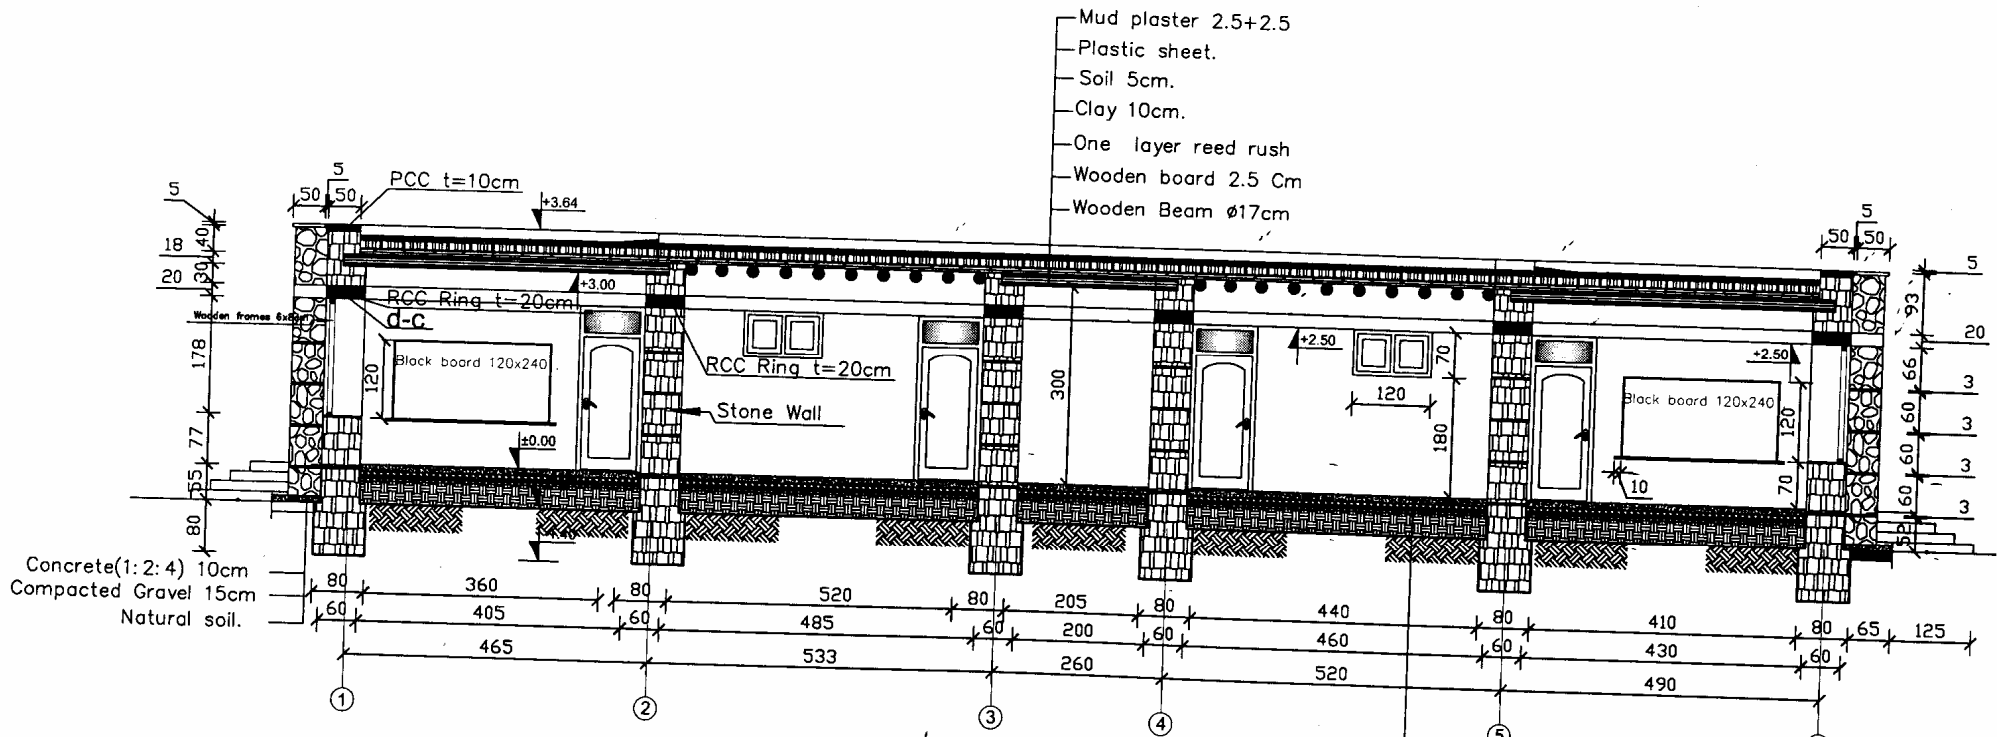 Mud plaster 2.5+2.5
Plastic sheet.
Soil 5cm.
Clay 10cm.
One layer reed rush
Wooden board 2.5 Cm
Wooden Beam ø17cm
5
50 50
PCC t=10cm
+3.64
5
40
18
30
20
5
50 50
5
93
20
+3.00
RCC Ring t=20cm
d-c
Wooden frames
178
Black board 120x240
120
RCC Ring t=20cm
Stone Wall
300
+2.50
70
120
180
+2.50
Black board 120x240
120
66
3
60
3
60
3
60
3
77
±0.00
55
80
10
70
Concrete(1:2:4) 10cm
Compacted Gravel 15cm
Natural soil.
80 360 80 520 80 205 80 440 80 410 80 65 125
60 405 60 485 60 200 60 460 60 430 60
465 533 260 520 490
1 2 3 4 5